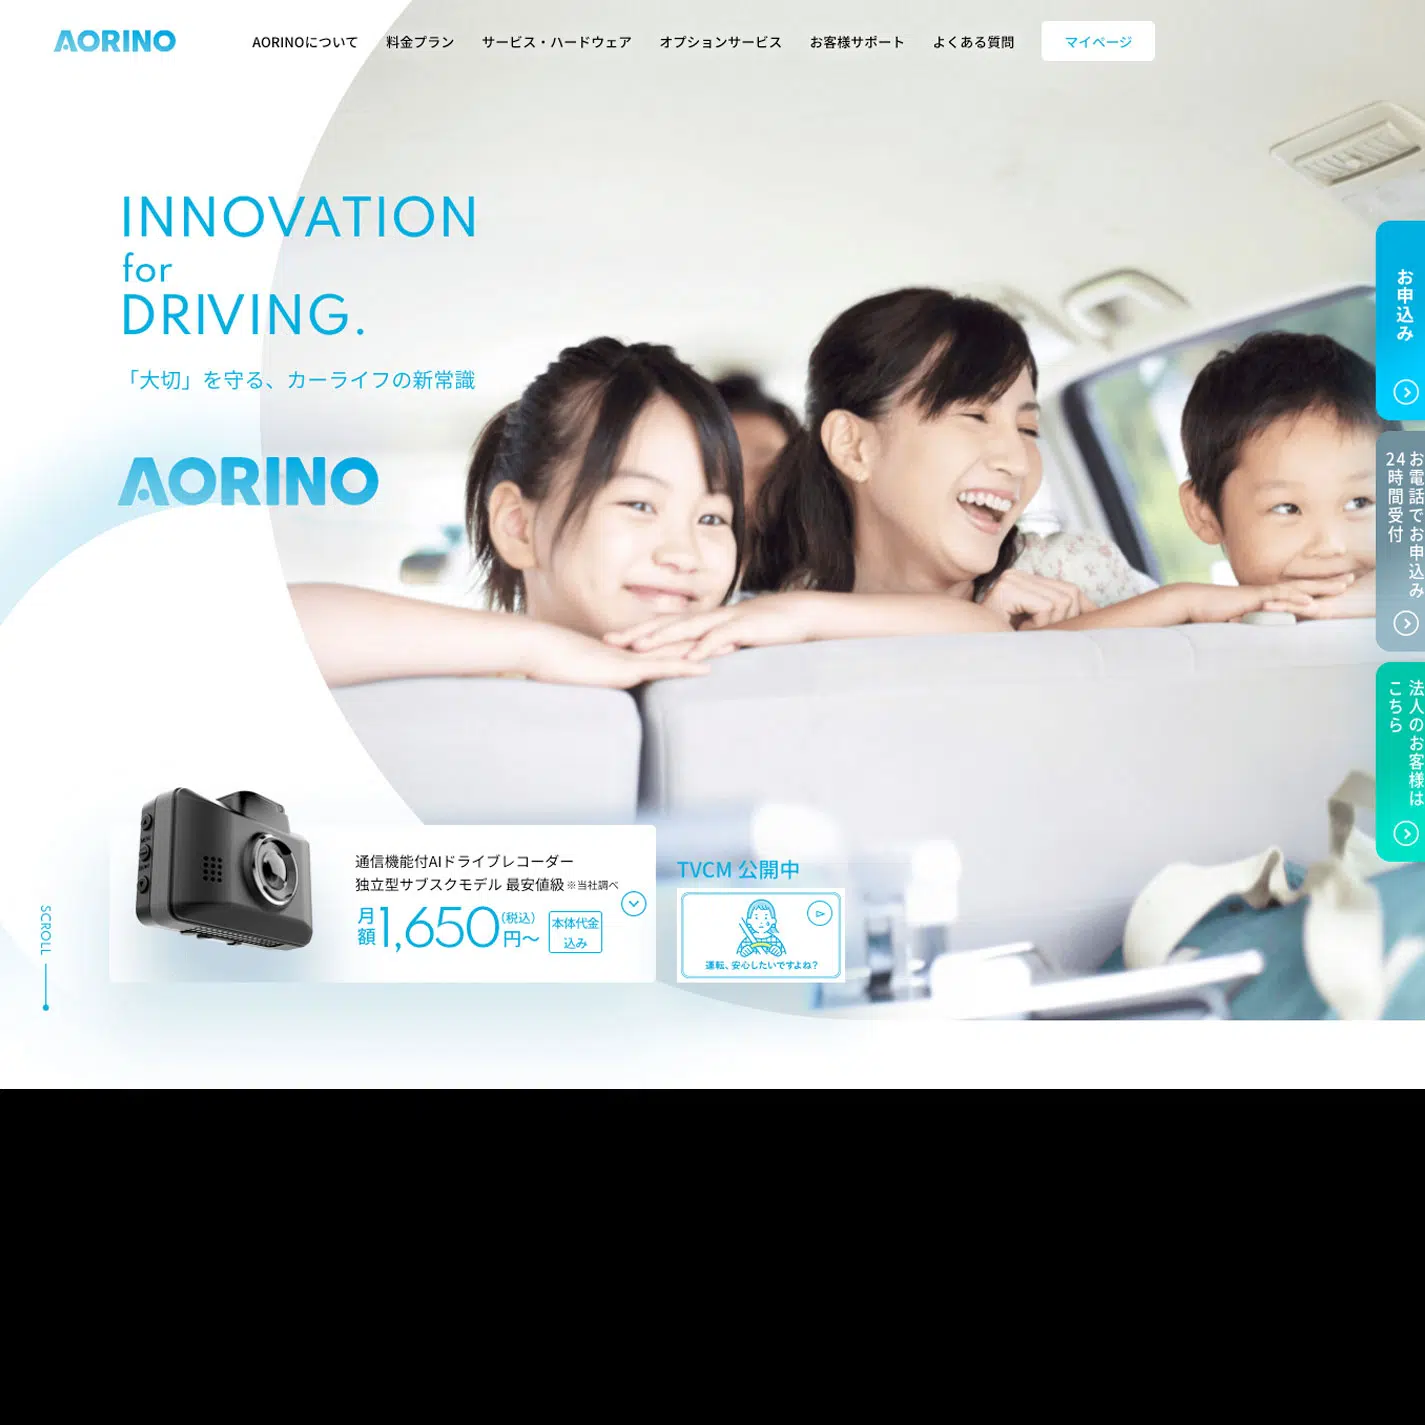 AORINO
AORINOについて
料金プラン
サービス・ハードウェア
オプションサービス
お客様サポート
よくある質問
マイページ
INNOVATION
for
DRIVING.
「大切」を守る、カーライフの新常識
AORINO
お申込み
お電話でお申込み
24時間受付
法人のお客様は
こちら
通信機能付AIドライブレコーダー
独立型サブスクモデル 最安値級 ※当社調べ
月額1,650円〜(税込)
本体代金
込み
TVCM 公開中
運転、安心したいですよね?
SCROLL